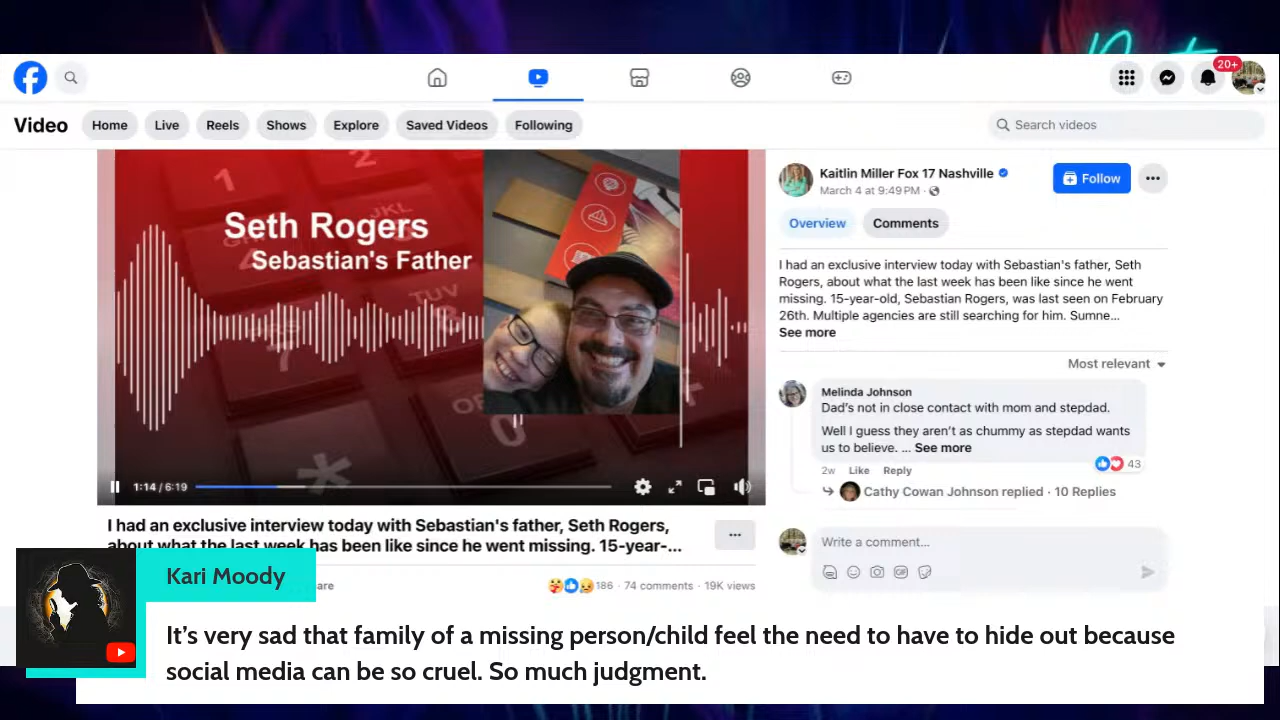 20+
Video
Home
Live
Reels
Shows
Explore
Saved Videos
Following
Search videos
1
2
JKL
TUV
7
0
Seth Rogers
Sebastian's Father
1:14 / 6:19
I had an exclusive interview today with Sebastian's father, Seth Rogers,
about what the last week has been like since he went missing. 15-year-...
are
186 · 74 comments · 19K views
Kaitlin Miller Fox 17 Nashville
March 4 at 9:49 PM ·
Follow
Overview
Comments
I had an exclusive interview today with Sebastian's father, Seth
Rogers, about what the last week has been like since he went
missing. 15-year-old, Sebastian Rogers, was last seen on February
26th. Multiple agencies are still searching for him. Sumne...
See more
Most relevant
Melinda Johnson
Dad's not in close contact with mom and stepdad.
Well I guess they aren't as chummy as stepdad wants
us to believe. ... See more
43
2w Like Reply
Cathy Cowan Johnson replied · 10 Replies
Write a comment...
GIF
Kari Moody
It's very sad that family of a missing person/child feel the need to have to hide out because
social media can be so cruel. So much judgment.